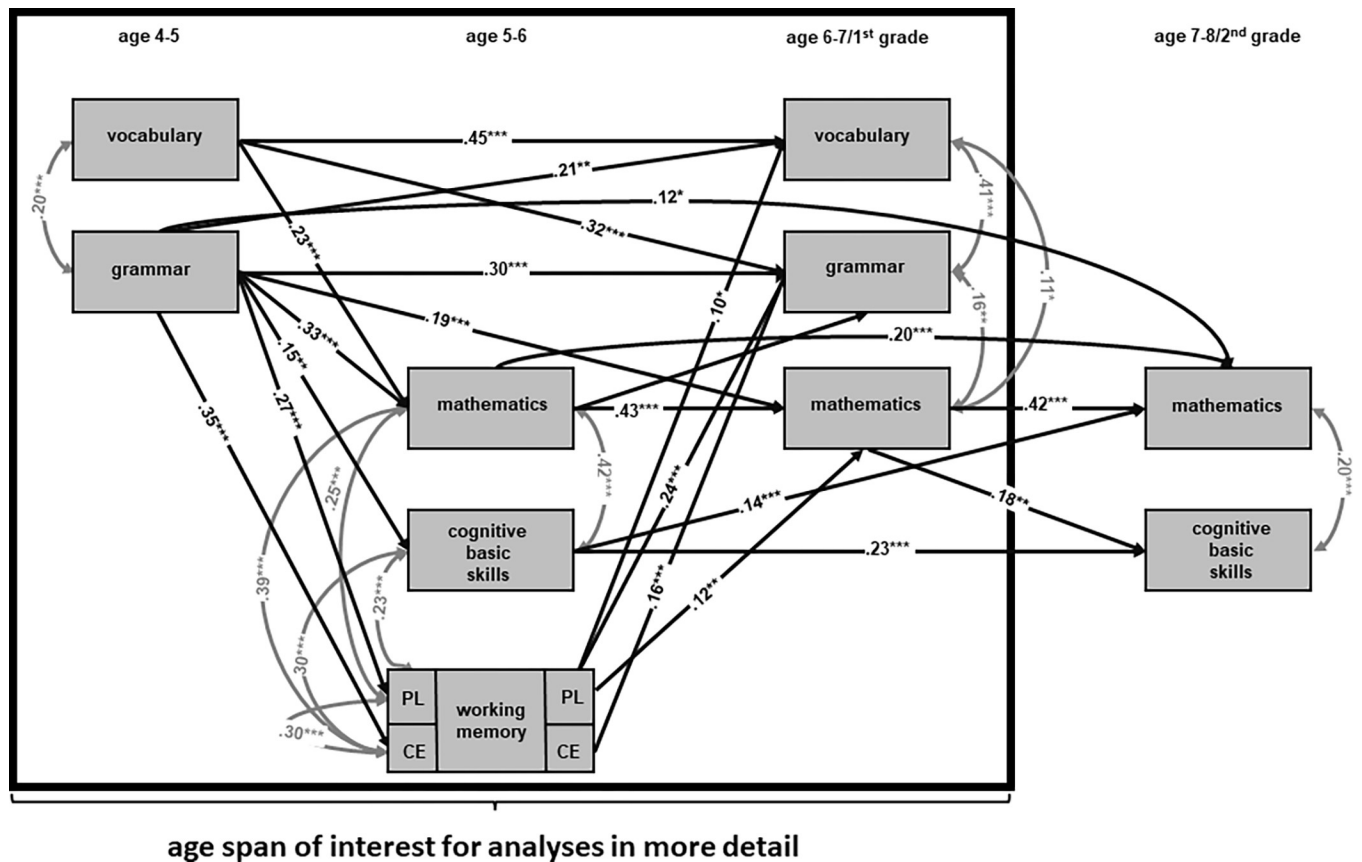 age 4-5
age 5-6
age 6-7/1st grade
age 7-8/2nd grade
vocabulary
.45***
vocabulary
.20***
.21**
.12*
.41***
.23***
.32***
grammar
.30***
grammar
.11*
.10*
.16**
.19***
.33***
.20***
.15**
.27***
.35***
mathematics
.43***
mathematics
.42***
mathematics
.25***
.42***
.24***
.14***
.18**
.20***
cognitive
basic
skills
.23***
cognitive
basic
skills
.39***
.23***
.16***
.12**
.30***
PL
working
memory
PL
CE
CE
.30***
age span of interest for analyses in more detail